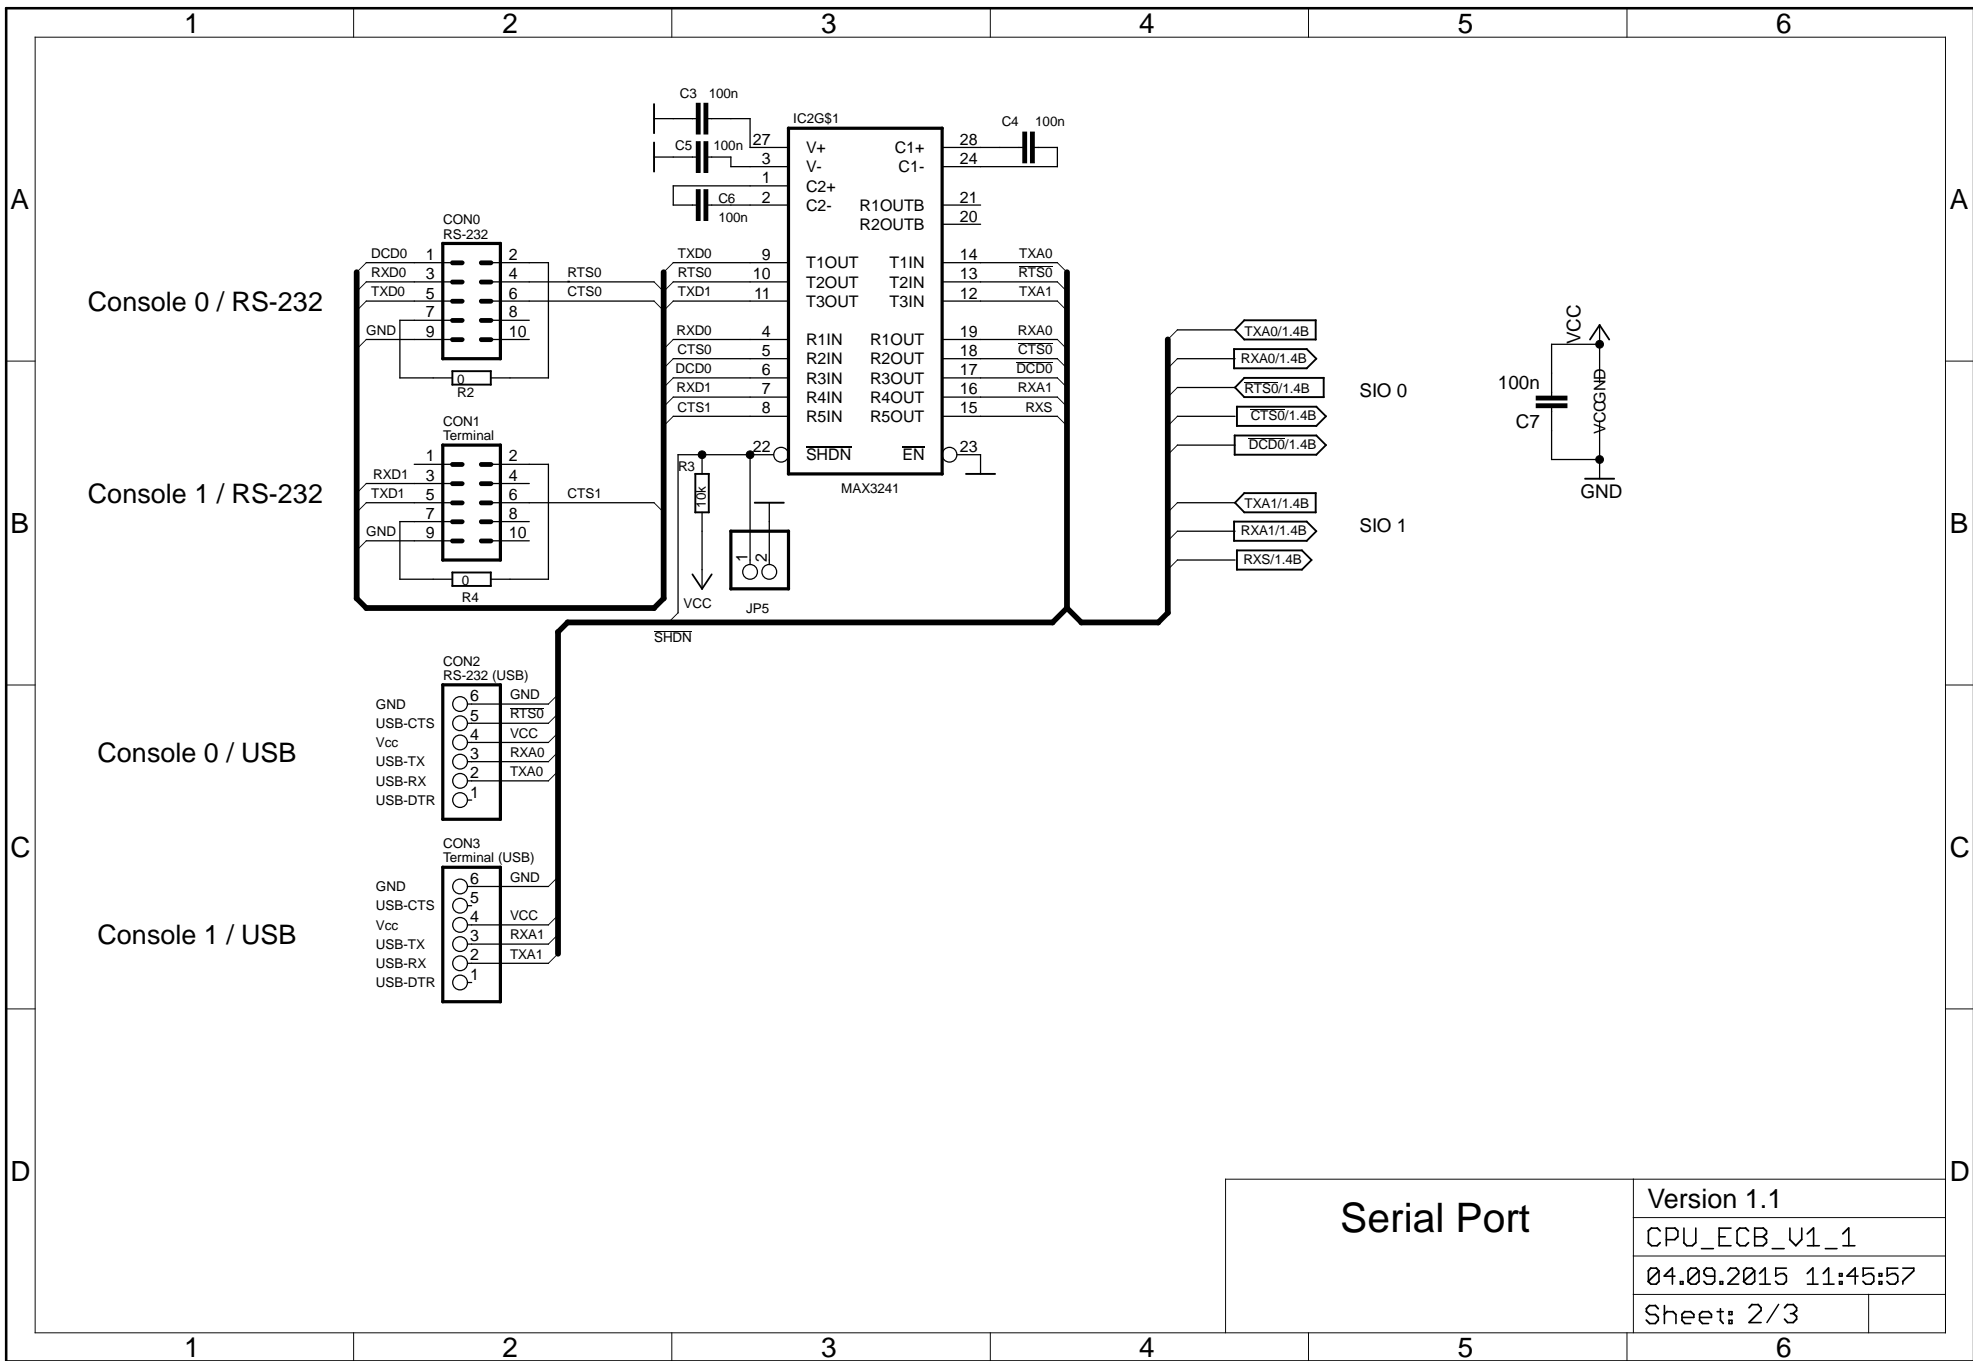 1 2 3 4 5 6
A A
B B
C C
D D
C3 100n
C5 100n
C6
100n
IC2G$1
C4 100n
27 V+ C1+ 28
3 V- C1- 24
1 C2+
2 C2- R1OUTB 21
R2OUTB 20
TXD0 9 T1OUT T1IN 14 TXA0
RTS0 10 T2OUT T2IN 13 RTS0
TXD1 11 T3OUT T3IN 12 TXA1
RXD0 4 R1IN R1OUT 19 RXA0
CTS0 5 R2IN R2OUT 18 CTS0
DCD0 6 R3IN R3OUT 17 DCD0
RXD1 7 R4IN R4OUT 16 RXA1
CTS1 8 R5IN R5OUT 15 RXS
22 SHDN EN 23
MAX3241
R3
10k
VCC
1 2
JP5
SHDN
Console 0 / RS-232
CON0
RS-232
DCD0 1 2
RXD0 3 4 RTS0
TXD0 5 6 CTS0
7 8
GND 9 10
0
R2
Console 1 / RS-232
CON1
Terminal
1 2
RXD1 3 4
TXD1 5 6 CTS1
7 8
GND 9 10
0
R4
Console 0 / USB
CON2
RS-232 (USB)
GND 6 GND
USB-CTS 5 RTS0
Vcc 4 VCC
USB-TX 3 RXA0
USB-RX 2 TXA0
USB-DTR 1
Console 1 / USB
CON3
Terminal (USB)
GND 6 GND
USB-CTS 5
Vcc 4 VCC
USB-TX 3 RXA1
USB-RX 2 TXA1
USB-DTR 1
TXA0/1.4B
RXA0/1.4B
RTS0/1.4B
CTS0/1.4B
DCD0/1.4B
SIO 0
TXA1/1.4B
RXA1/1.4B
RXS/1.4B
SIO 1
VCC
100n
C7
VCC GND
GND
Serial Port
Version 1.1
CPU_ECB_V1_1
04.09.2015 11:45:57
Sheet: 2/3
1 2 3 4 5 6